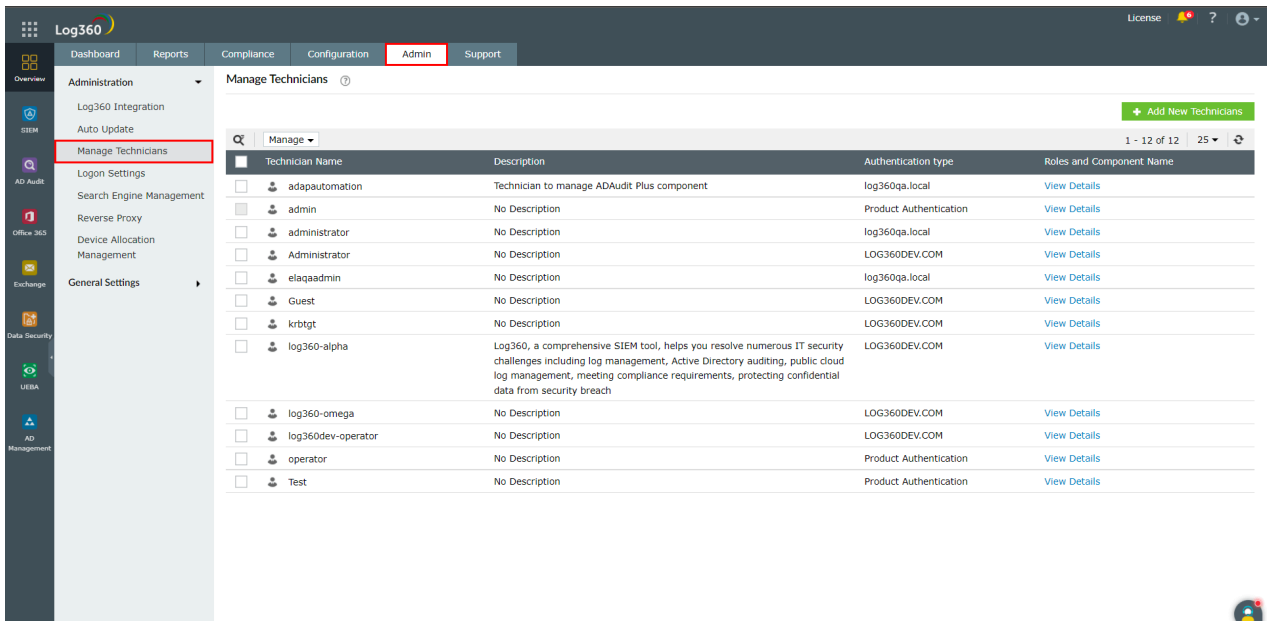 Log360
License
6
?
Dashboard Reports Compliance Configuration Admin Support
Overview
SIEM
AD Audit
Office 365
Exchange
Data Security
UEBA
AD
Management
Administration
Log360 Integration
Auto Update
Manage Technicians
Logon Settings
Search Engine Management
Reverse Proxy
Device Allocation
Management
General Settings
Manage Technicians ?
+ Add New Technicians
Manage 1 - 12 of 12 25
Technician Name Description Authentication type Roles and Component Name
adapautomation Technician to manage ADAudit Plus component log360qa.local View Details
admin No Description Product Authentication View Details
administrator No Description log360qa.local View Details
Administrator No Description LOG360DEV.COM View Details
elaqaadmin No Description log360qa.local View Details
Guest No Description LOG360DEV.COM View Details
krbtgt No Description LOG360DEV.COM View Details
log360-alpha Log360, a comprehensive SIEM tool, helps you resolve numerous IT security LOG360DEV.COM View Details
challenges including log management, Active Directory auditing, public cloud
log management, meeting compliance requirements, protecting confidential
data from security breach
log360-omega No Description LOG360DEV.COM View Details
log360dev-operator No Description LOG360DEV.COM View Details
operator No Description Product Authentication View Details
Test No Description Product Authentication View Details